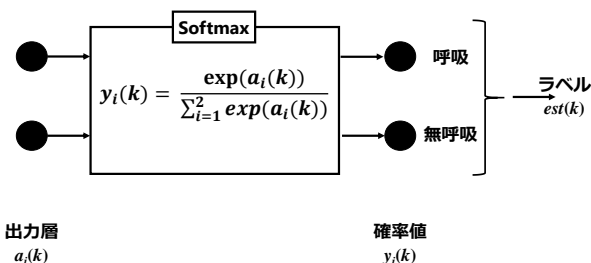 Softmax
y_i(k) = exp(a_i(k)) / ∑_{i=1}^{2} exp(a_i(k))
呼吸
無呼吸
ラベル
est(k)
出力層
a_i(k)
確率値
y_i(k)